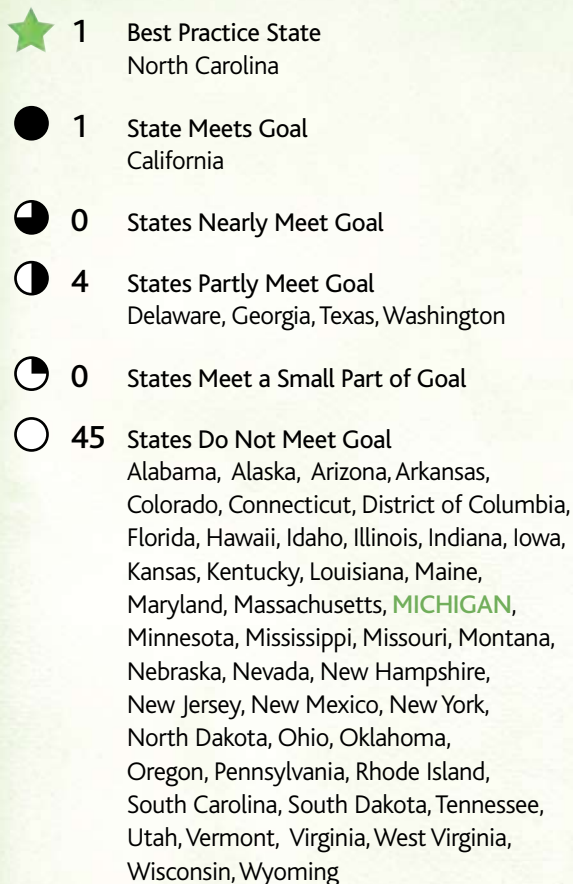 1 Best Practice State
North Carolina
1 State Meets Goal
California
0 States Nearly Meet Goal
4 States Partly Meet Goal
Delaware, Georgia, Texas, Washington
0 States Meet a Small Part of Goal
45 States Do Not Meet Goal
Alabama, Alaska, Arizona, Arkansas,
Colorado, Connecticut, District of Columbia,
Florida, Hawaii, Idaho, Illinois, Indiana, Iowa,
Kansas, Kentucky, Louisiana, Maine,
Maryland, Massachusetts, MICHIGAN,
Minnesota, Mississippi, Missouri, Montana,
Nebraska, Nevada, New Hampshire,
New Jersey, New Mexico, New York,
North Dakota, Ohio, Oklahoma,
Oregon, Pennsylvania, Rhode Island,
South Carolina, South Dakota, Tennessee,
Utah, Vermont, Virginia, West Virginia,
Wisconsin, Wyoming